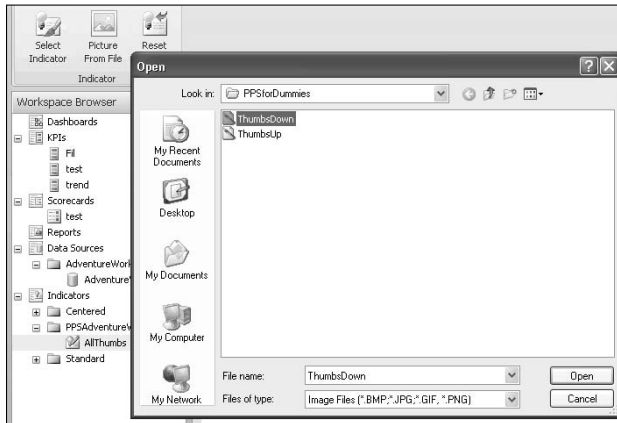 Select Indicator
Picture From File
Reset
Indicator
Workspace Browser
Dashboards
KPIs
Fil
test
trend
Scorecards
test
Reports
Data Sources
AdventureWork
Adventure
Indicators
Centered
PPSAdventure
AllThumbs
Standard
Open
Look in:
PPSforDummies
My Recent Documents
Desktop
My Documents
My Computer
My Network
ThumbsDown
ThumbsUp
File name:
ThumbsDown
Open
Files of type:
Image Files (*.BMP;*.JPG;*.GIF, *.PNG)
Cancel